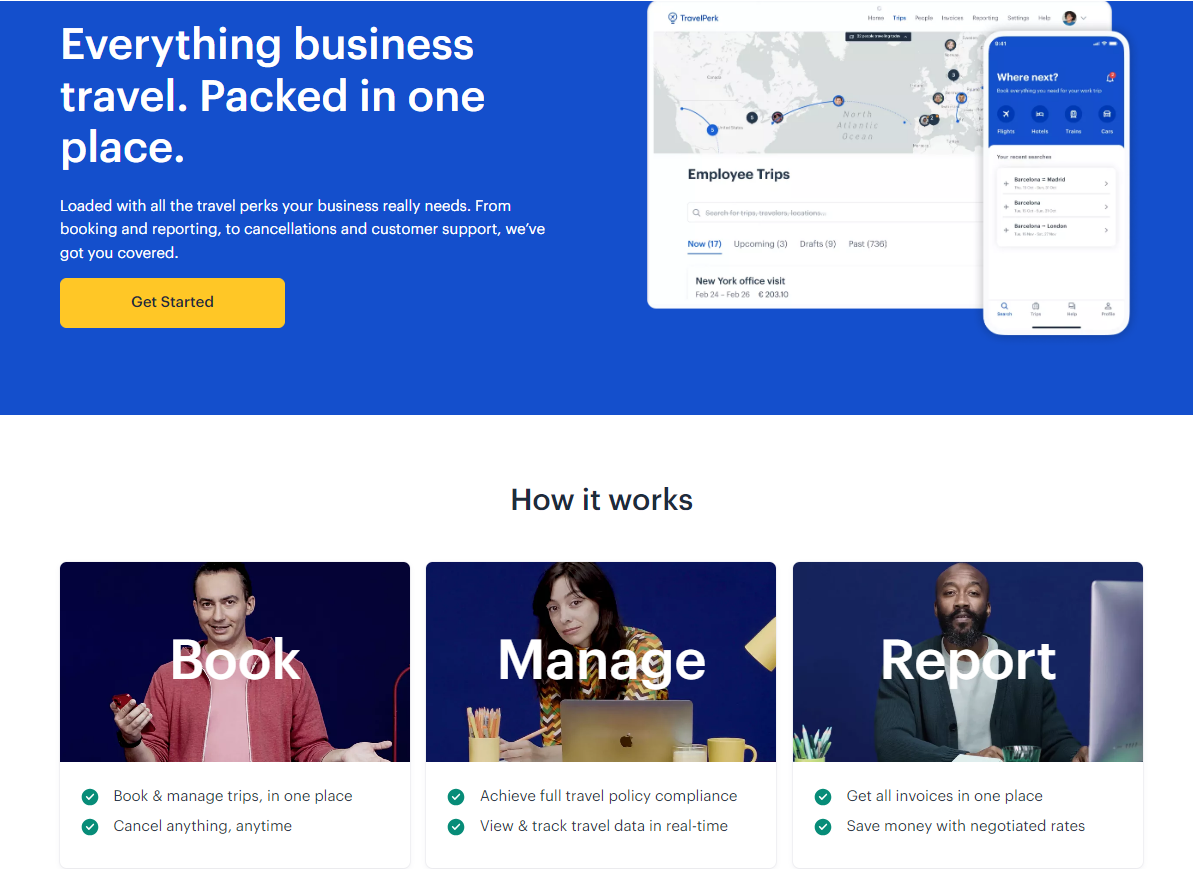 Everything business
travel. Packed in one
place.
Loaded with all the travel perks your business really needs. From
booking and reporting, to cancellations and customer support, we've
got you covered.
Get Started
TravelPerk
Home Trips People Invoices Reporting Settings Help
Europe
United States
North
Atlantic
Ocean
3
5
5
2
Employee Trips
Search for trips, travelers, locations...
Now (17) Upcoming (3) Drafts (9) Past (736)
New York office visit
Feb 24 – Feb 26 € 203.10
9:41
Where next?
Book everything you need for your work trip
Flights Hotels Trains Cars
Your recent searches
Barcelona – Madrid
Barcelona
Barcelona – London
Search Trips Help Profile
How it works
Book
Book & manage trips, in one place
Cancel anything, anytime
Manage
Achieve full travel policy compliance
View & track travel data in real-time
Report
Get all invoices in one place
Save money with negotiated rates